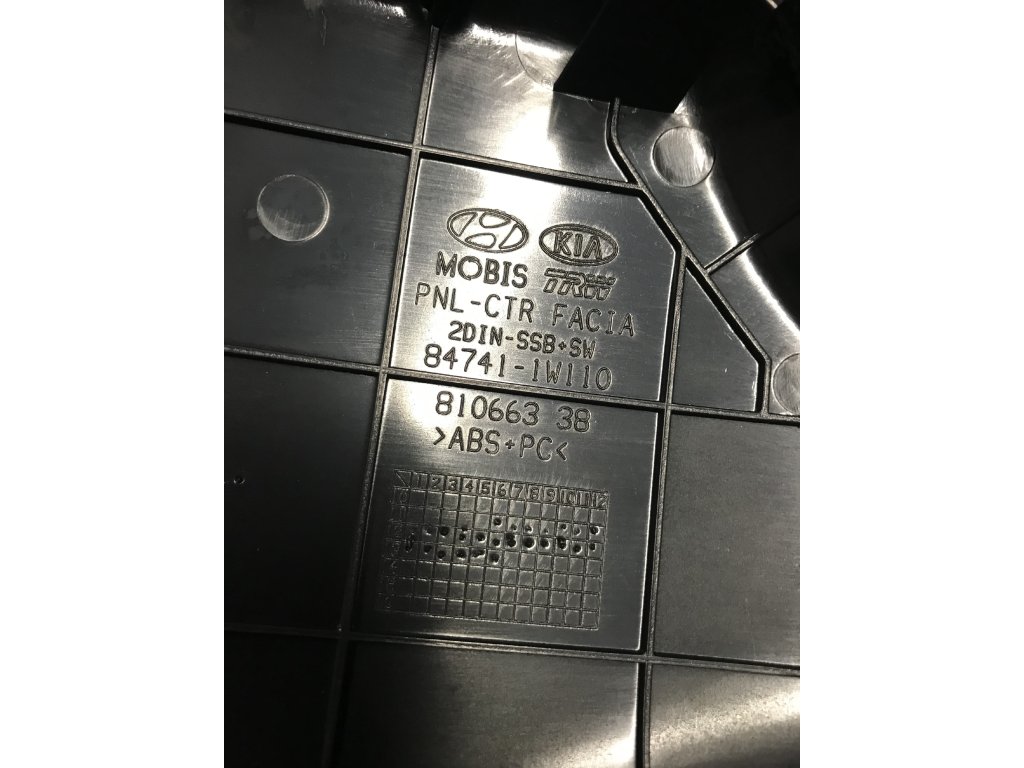 KIA
MOBIS TRW
PNL-CTR FACIA
2DIN-SSB+SW
84741-1W110
810663 38
>ABS+PC<
1 2 3 4 5 6 7 8 9 10 11 12